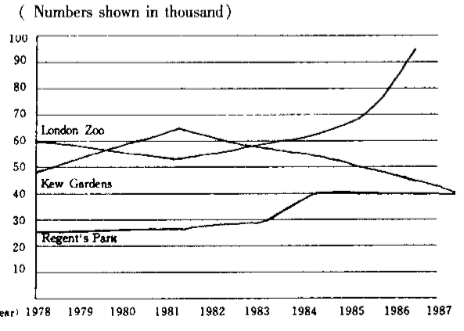 ( Numbers shown in thousand)
100
90
80
70
London Zoo
60
50
Kew Gardens
40
30
Regent's Park
20
10
ear) 1978 1979 1980 1981 1982 1983 1984 1985 1986 1987